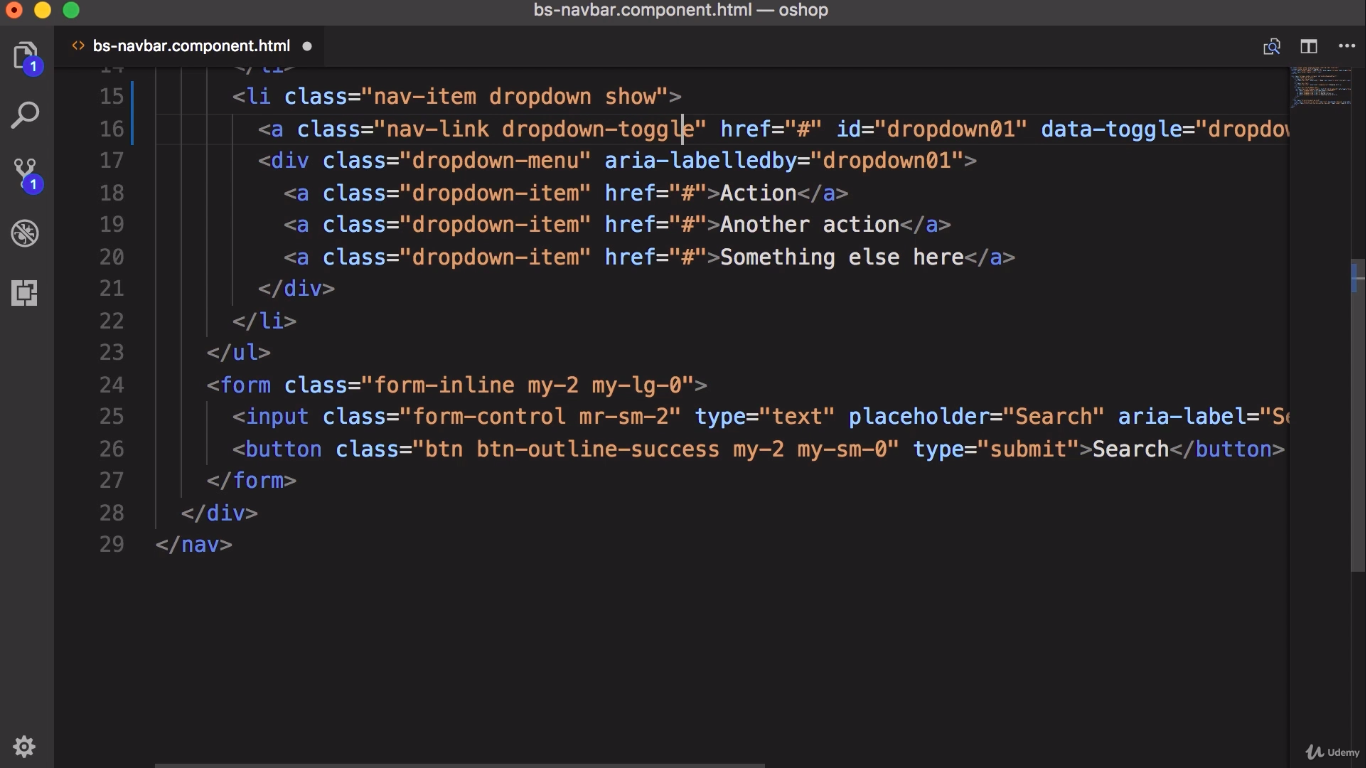 bs-navbar.component.html — oshop
bs-navbar.component.html
1
1
14 </li>
15 <li class="nav-item dropdown show">
16 <a class="nav-link dropdown-toggle" href="#" id="dropdown01" data-toggle="dropdo
17 <div class="dropdown-menu" aria-labelledby="dropdown01">
18 <a class="dropdown-item" href="#">Action</a>
19 <a class="dropdown-item" href="#">Another action</a>
20 <a class="dropdown-item" href="#">Something else here</a>
21 </div>
22 </li>
23 </ul>
24 <form class="form-inline my-2 my-lg-0">
25 <input class="form-control mr-sm-2" type="text" placeholder="Search" aria-label="Se
26 <button class="btn btn-outline-success my-2 my-sm-0" type="submit">Search</button>
27 </form>
28 </div>
29 </nav>
Udemy